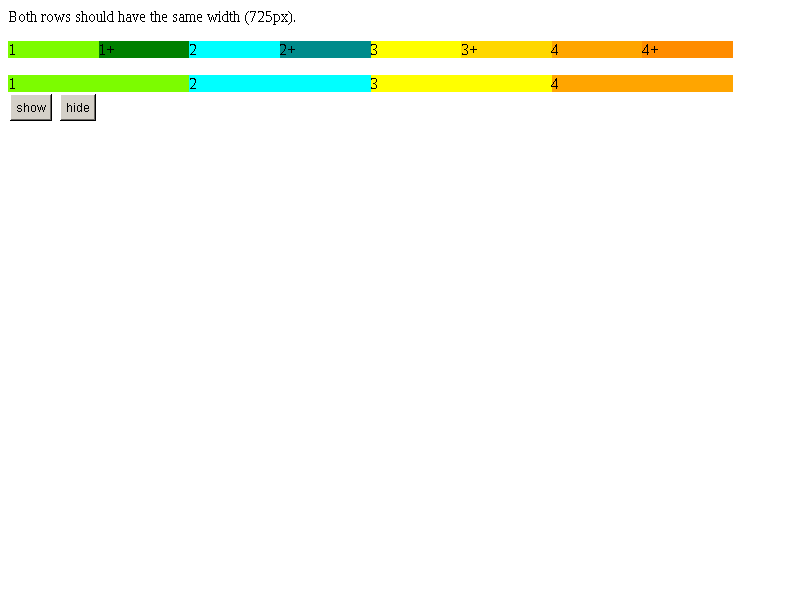 Both rows should have the same width (725px).
1 1+ 2 2+ 3 3+ 4 4+
1 2 3 4
show hide